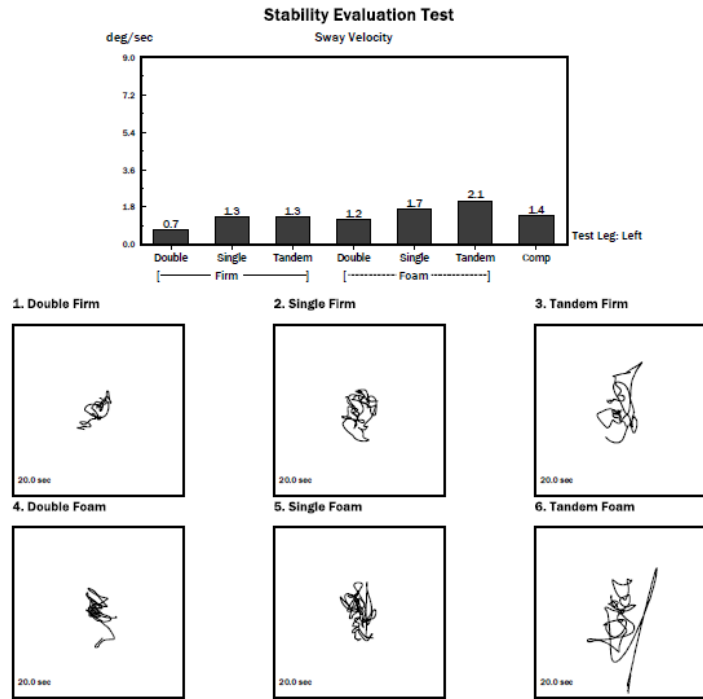 Stability Evaluation Test
deg/sec
Sway Velocity
9.0
7.2
5.4
3.6
1.8
0.0
0.7
1.3
1.3
1.2
1.7
2.1
1.4
Test Leg: Left
Double Single Tandem Double Single Tandem Comp
[ Firm ] [ Foam ]
1. Double Firm
2. Single Firm
3. Tandem Firm
20.0 sec
20.0 sec
20.0 sec
4. Double Foam
5. Single Foam
6. Tandem Foam
20.0 sec
20.0 sec
20.0 sec